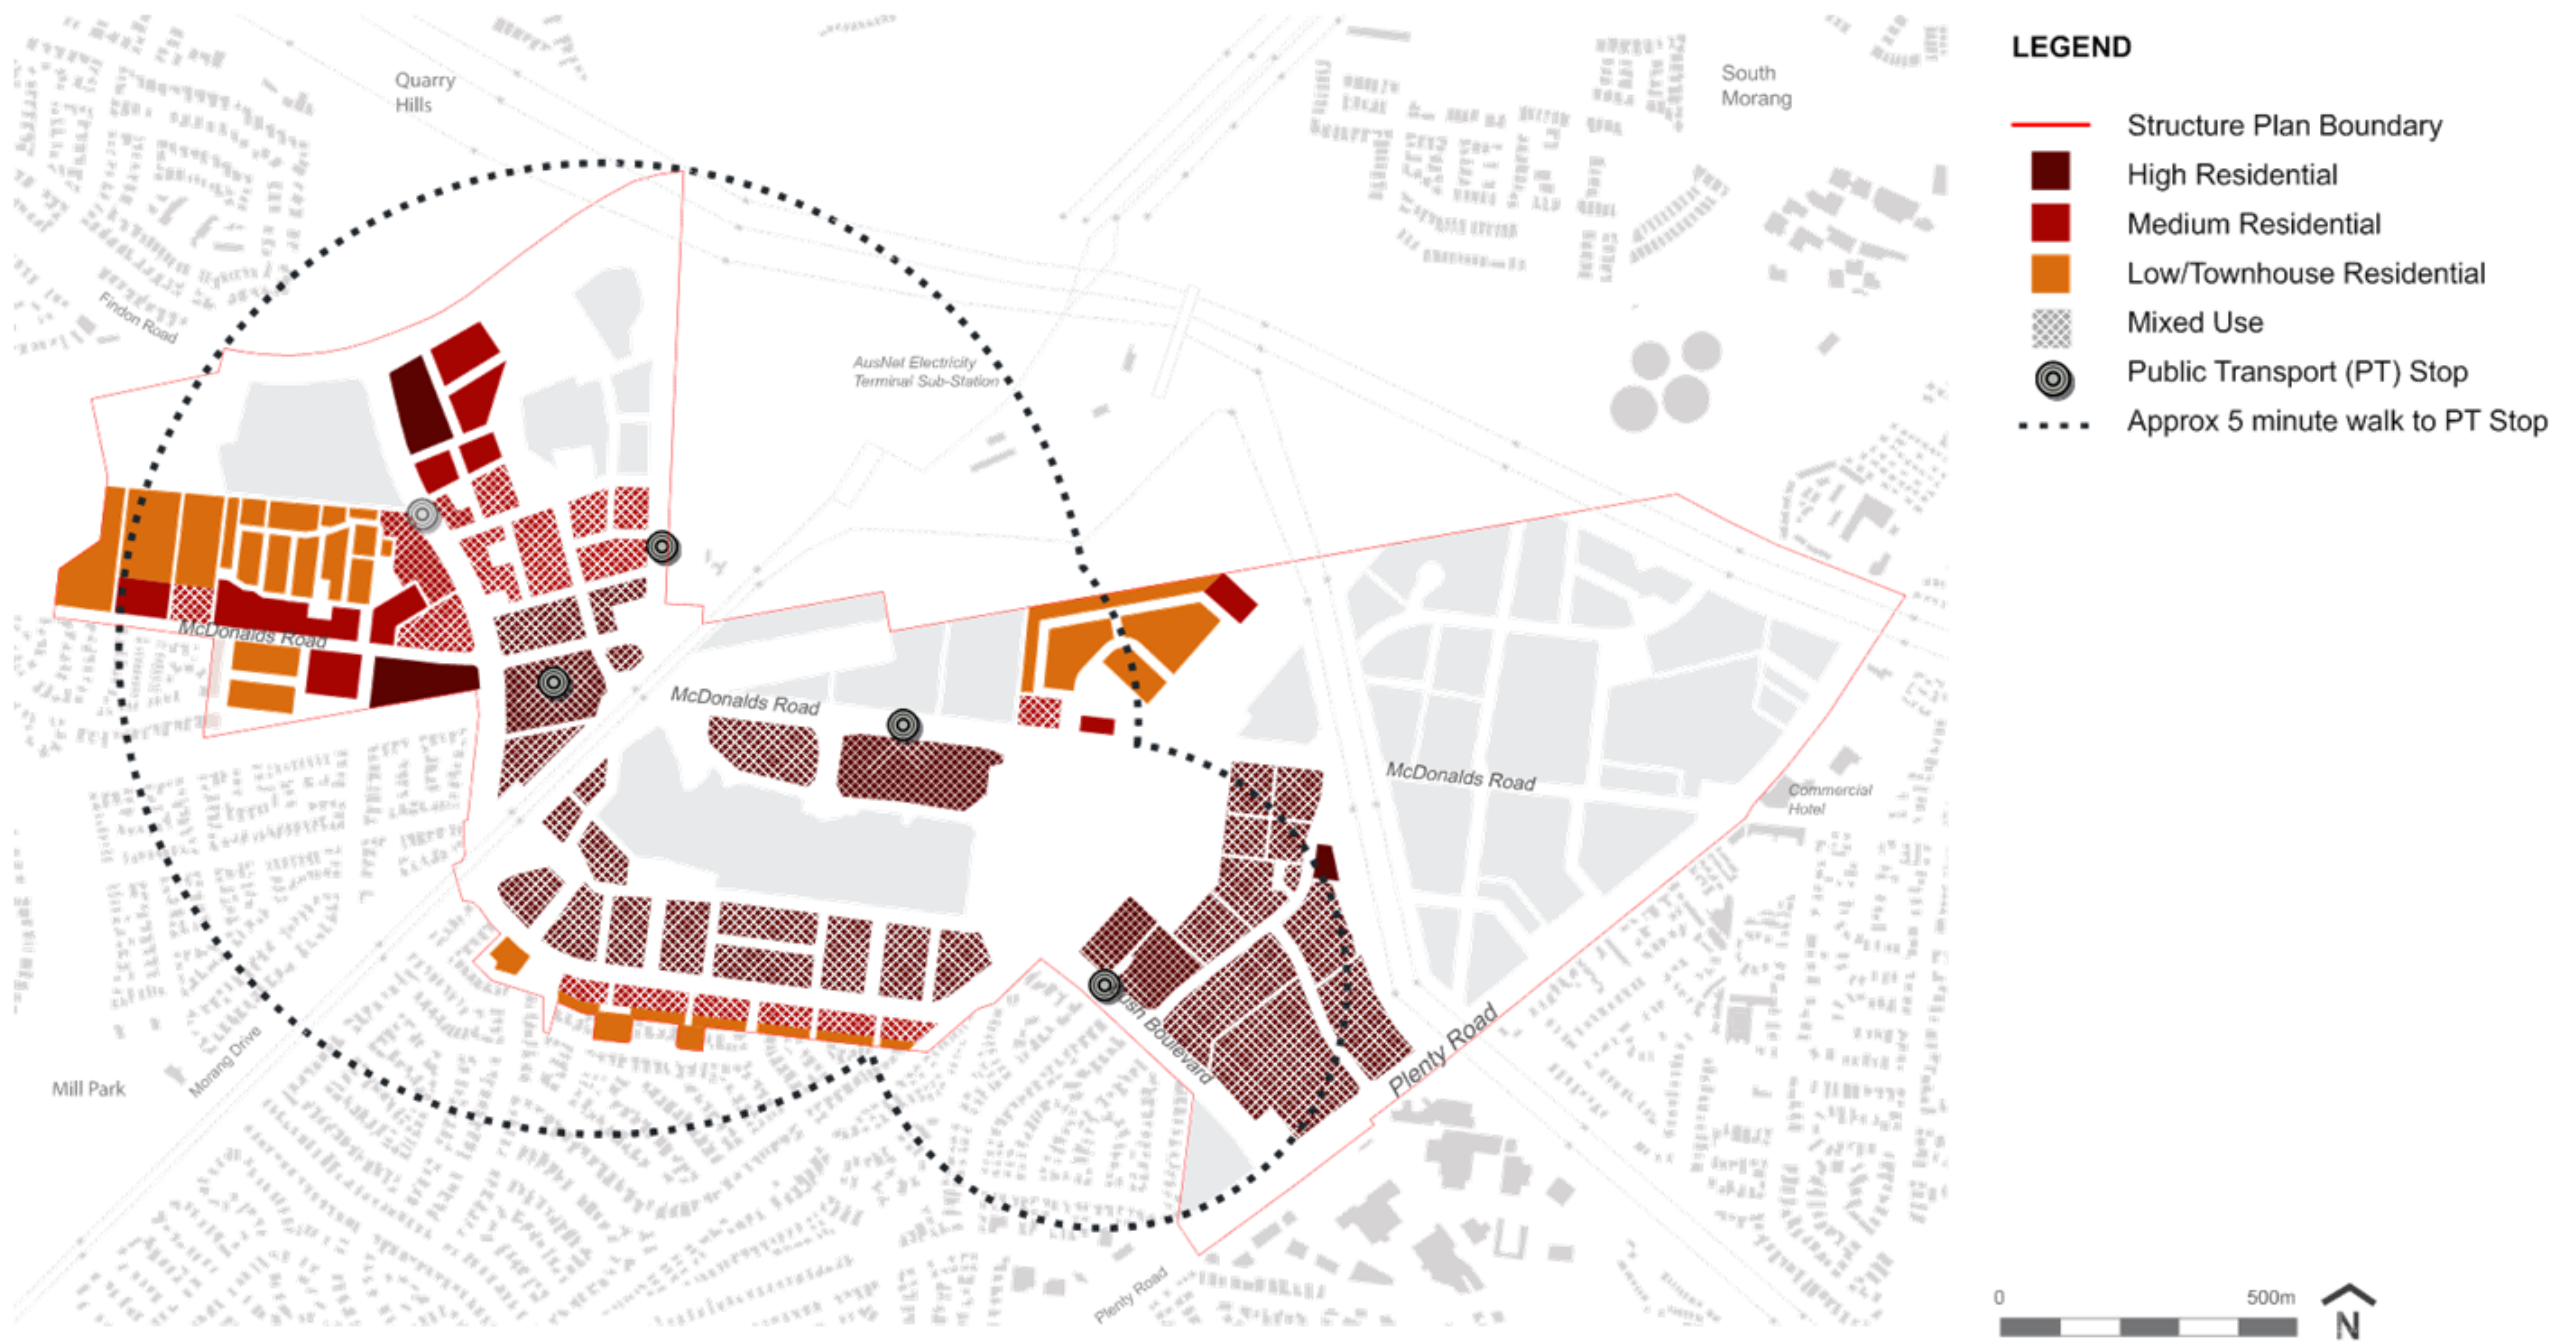 Quarry
Hills
South
Morang
Findon Road
AusNet Electricity
Terminal Sub-Station
McDonalds Road
McDonalds Road
McDonalds Road
Commercial
Hotel
Boulevard
Plenty Road
Morang Drive
Mill Park
Plenty Road
LEGEND
Structure Plan Boundary
High Residential
Medium Residential
Low/Townhouse Residential
Mixed Use
Public Transport (PT) Stop
Approx 5 minute walk to PT Stop
0
500m
N